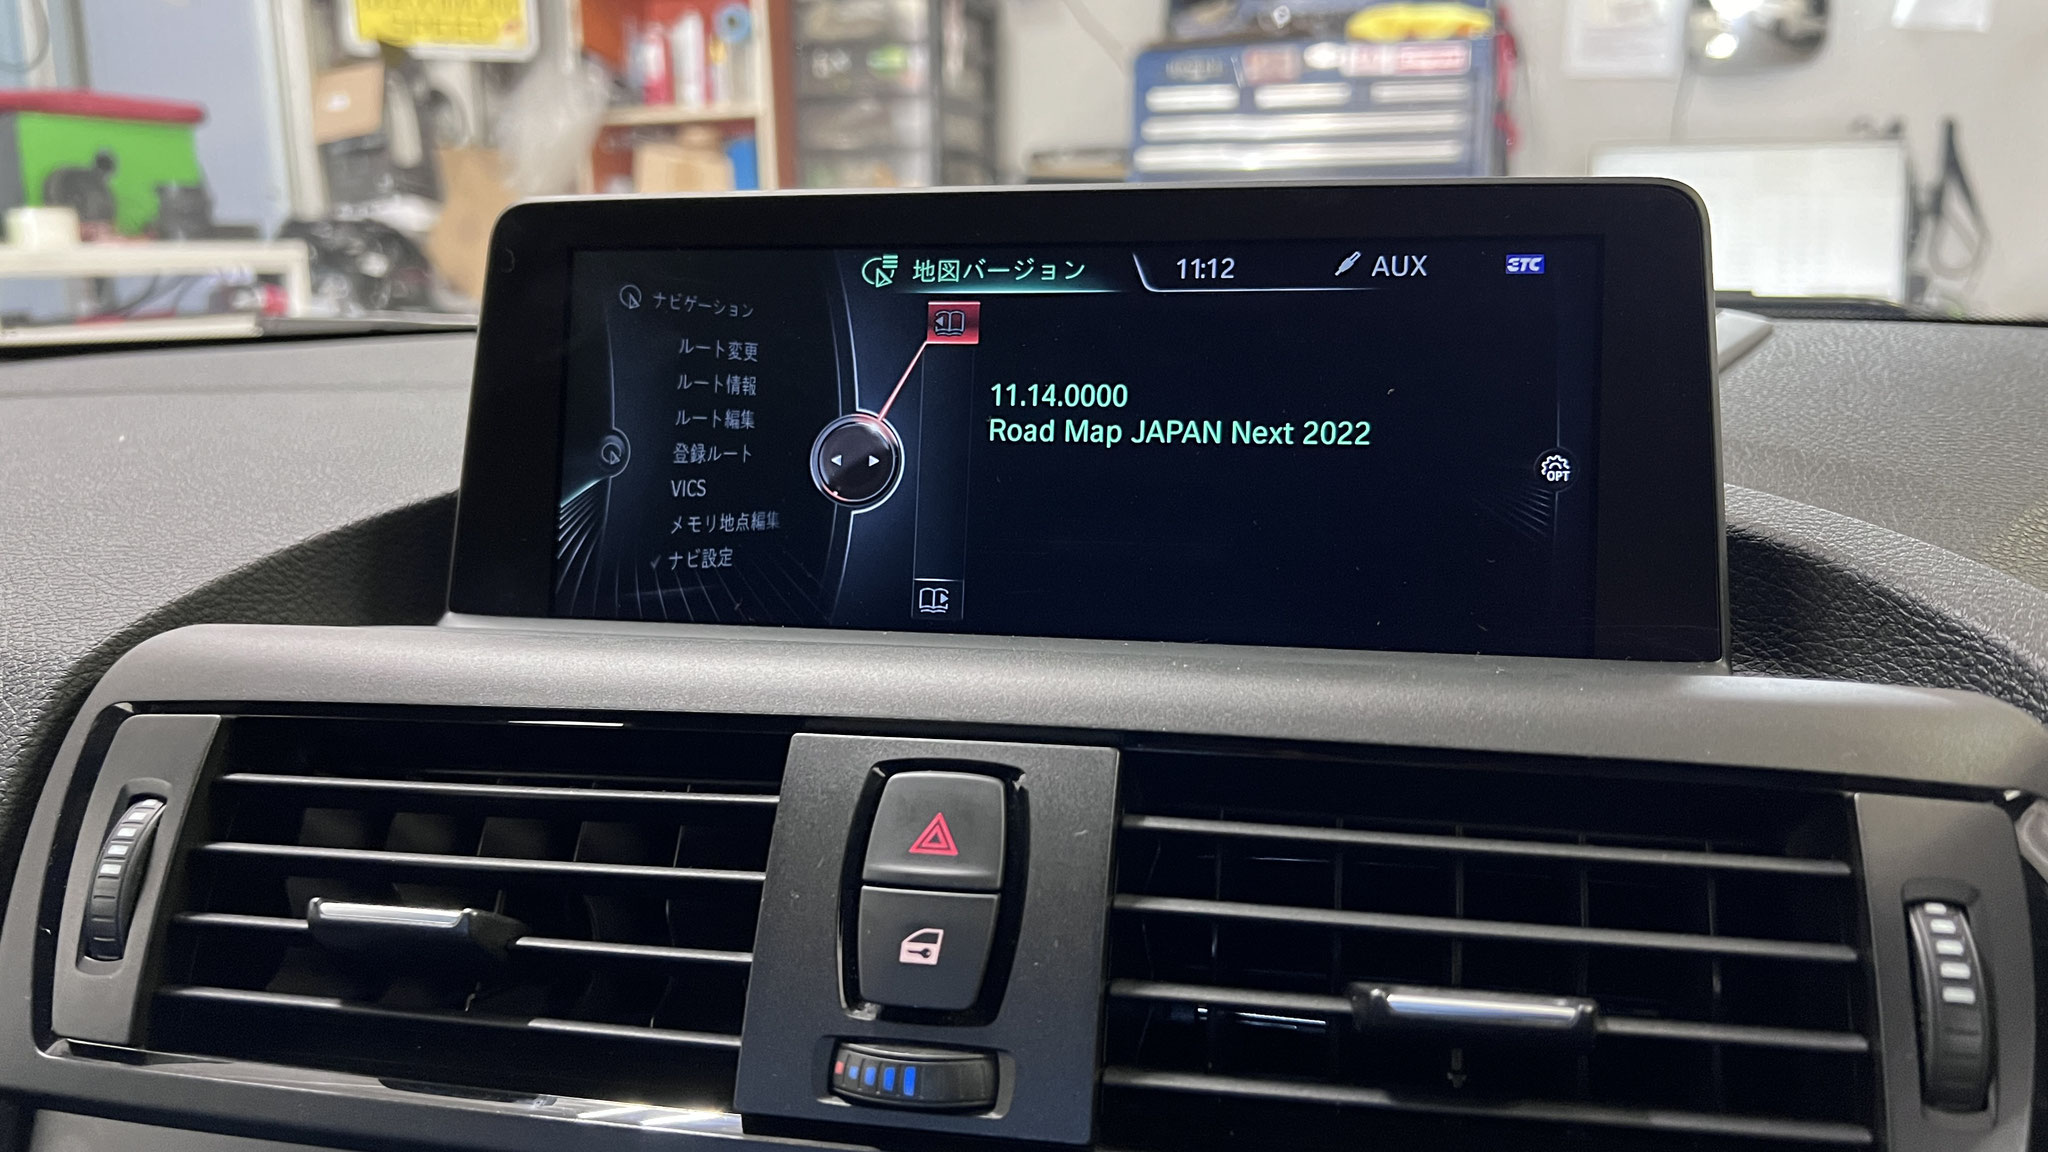 SPEED
地図バージョン
11:12
AUX
ETC
ナビゲーション
ルート変更
ルート情報
ルート編集
登録ルート
VICS
メモリ地点編集
ナビ設定
11.14.0000
Road Map JAPAN Next 2022
OPT